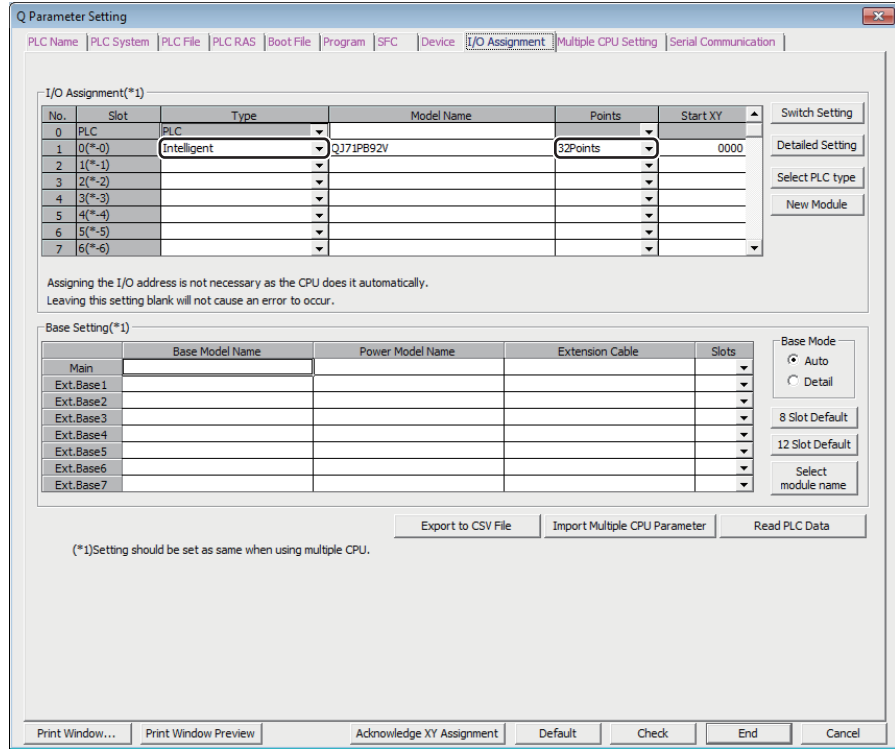 Q Parameter Setting
PLC Name PLC System PLC File PLC RAS Boot File Program SFC Device I/O Assignment Multiple CPU Setting Serial Communication
I/O Assignment(*1)
No. Slot Type Model Name Points Start XY
0 PLC PLC
1 0(*-0) Intelligent QJ71PB92V 32Points 0000
2 1(*-1)
3 2(*-2)
4 3(*-3)
5 4(*-4)
6 5(*-5)
7 6(*-6)
Switch Setting
Detailed Setting
Select PLC type
New Module
Assigning the I/O address is not necessary as the CPU does it automatically.
Leaving this setting blank will not cause an error to occur.
Base Setting(*1)
Base Model Name Power Model Name Extension Cable Slots
Main
Ext.Base1
Ext.Base2
Ext.Base3
Ext.Base4
Ext.Base5
Ext.Base6
Ext.Base7
Base Mode
Auto
Detail
8 Slot Default
12 Slot Default
Select
module name
Export to CSV File Import Multiple CPU Parameter Read PLC Data
(*1)Setting should be set as same when using multiple CPU.
Print Window... Print Window Preview Acknowledge XY Assignment Default Check End Cancel